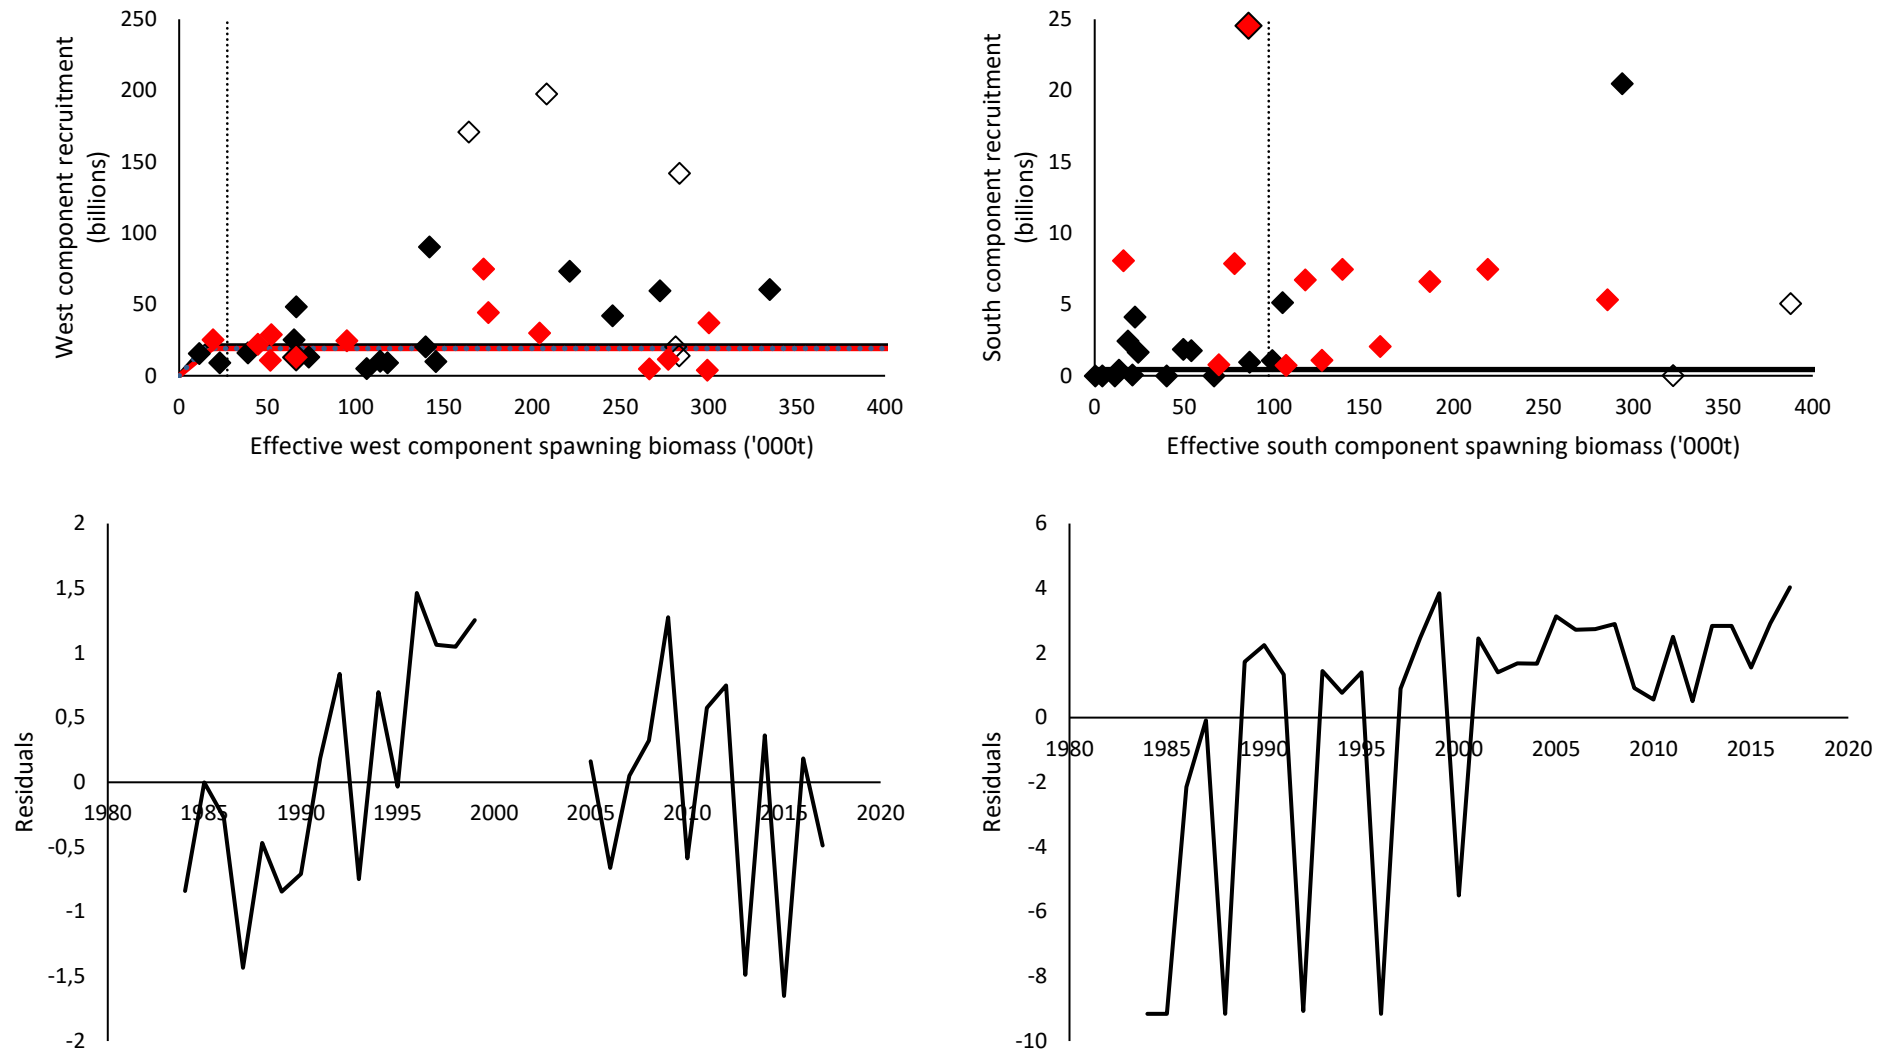 West component recruitment
(billions)
250
200
150
100
50
0
0 50 100 150 200 250 300 350 400
Effective west component spawning biomass ('000t)
South component recruitment
(billions)
25
20
15
10
5
0
0 50 100 150 200 250 300 350 400
Effective south component spawning biomass ('000t)
Residuals
2
1,5
1
0,5
0
-0,5
-1
-1,5
-2
1980 1985 1990 1995 2000 2005 2010 2015 2020
Residuals
6
4
2
0
-2
-4
-6
-8
-10
1980 1985 1990 1995 2000 2005 2010 2015 2020